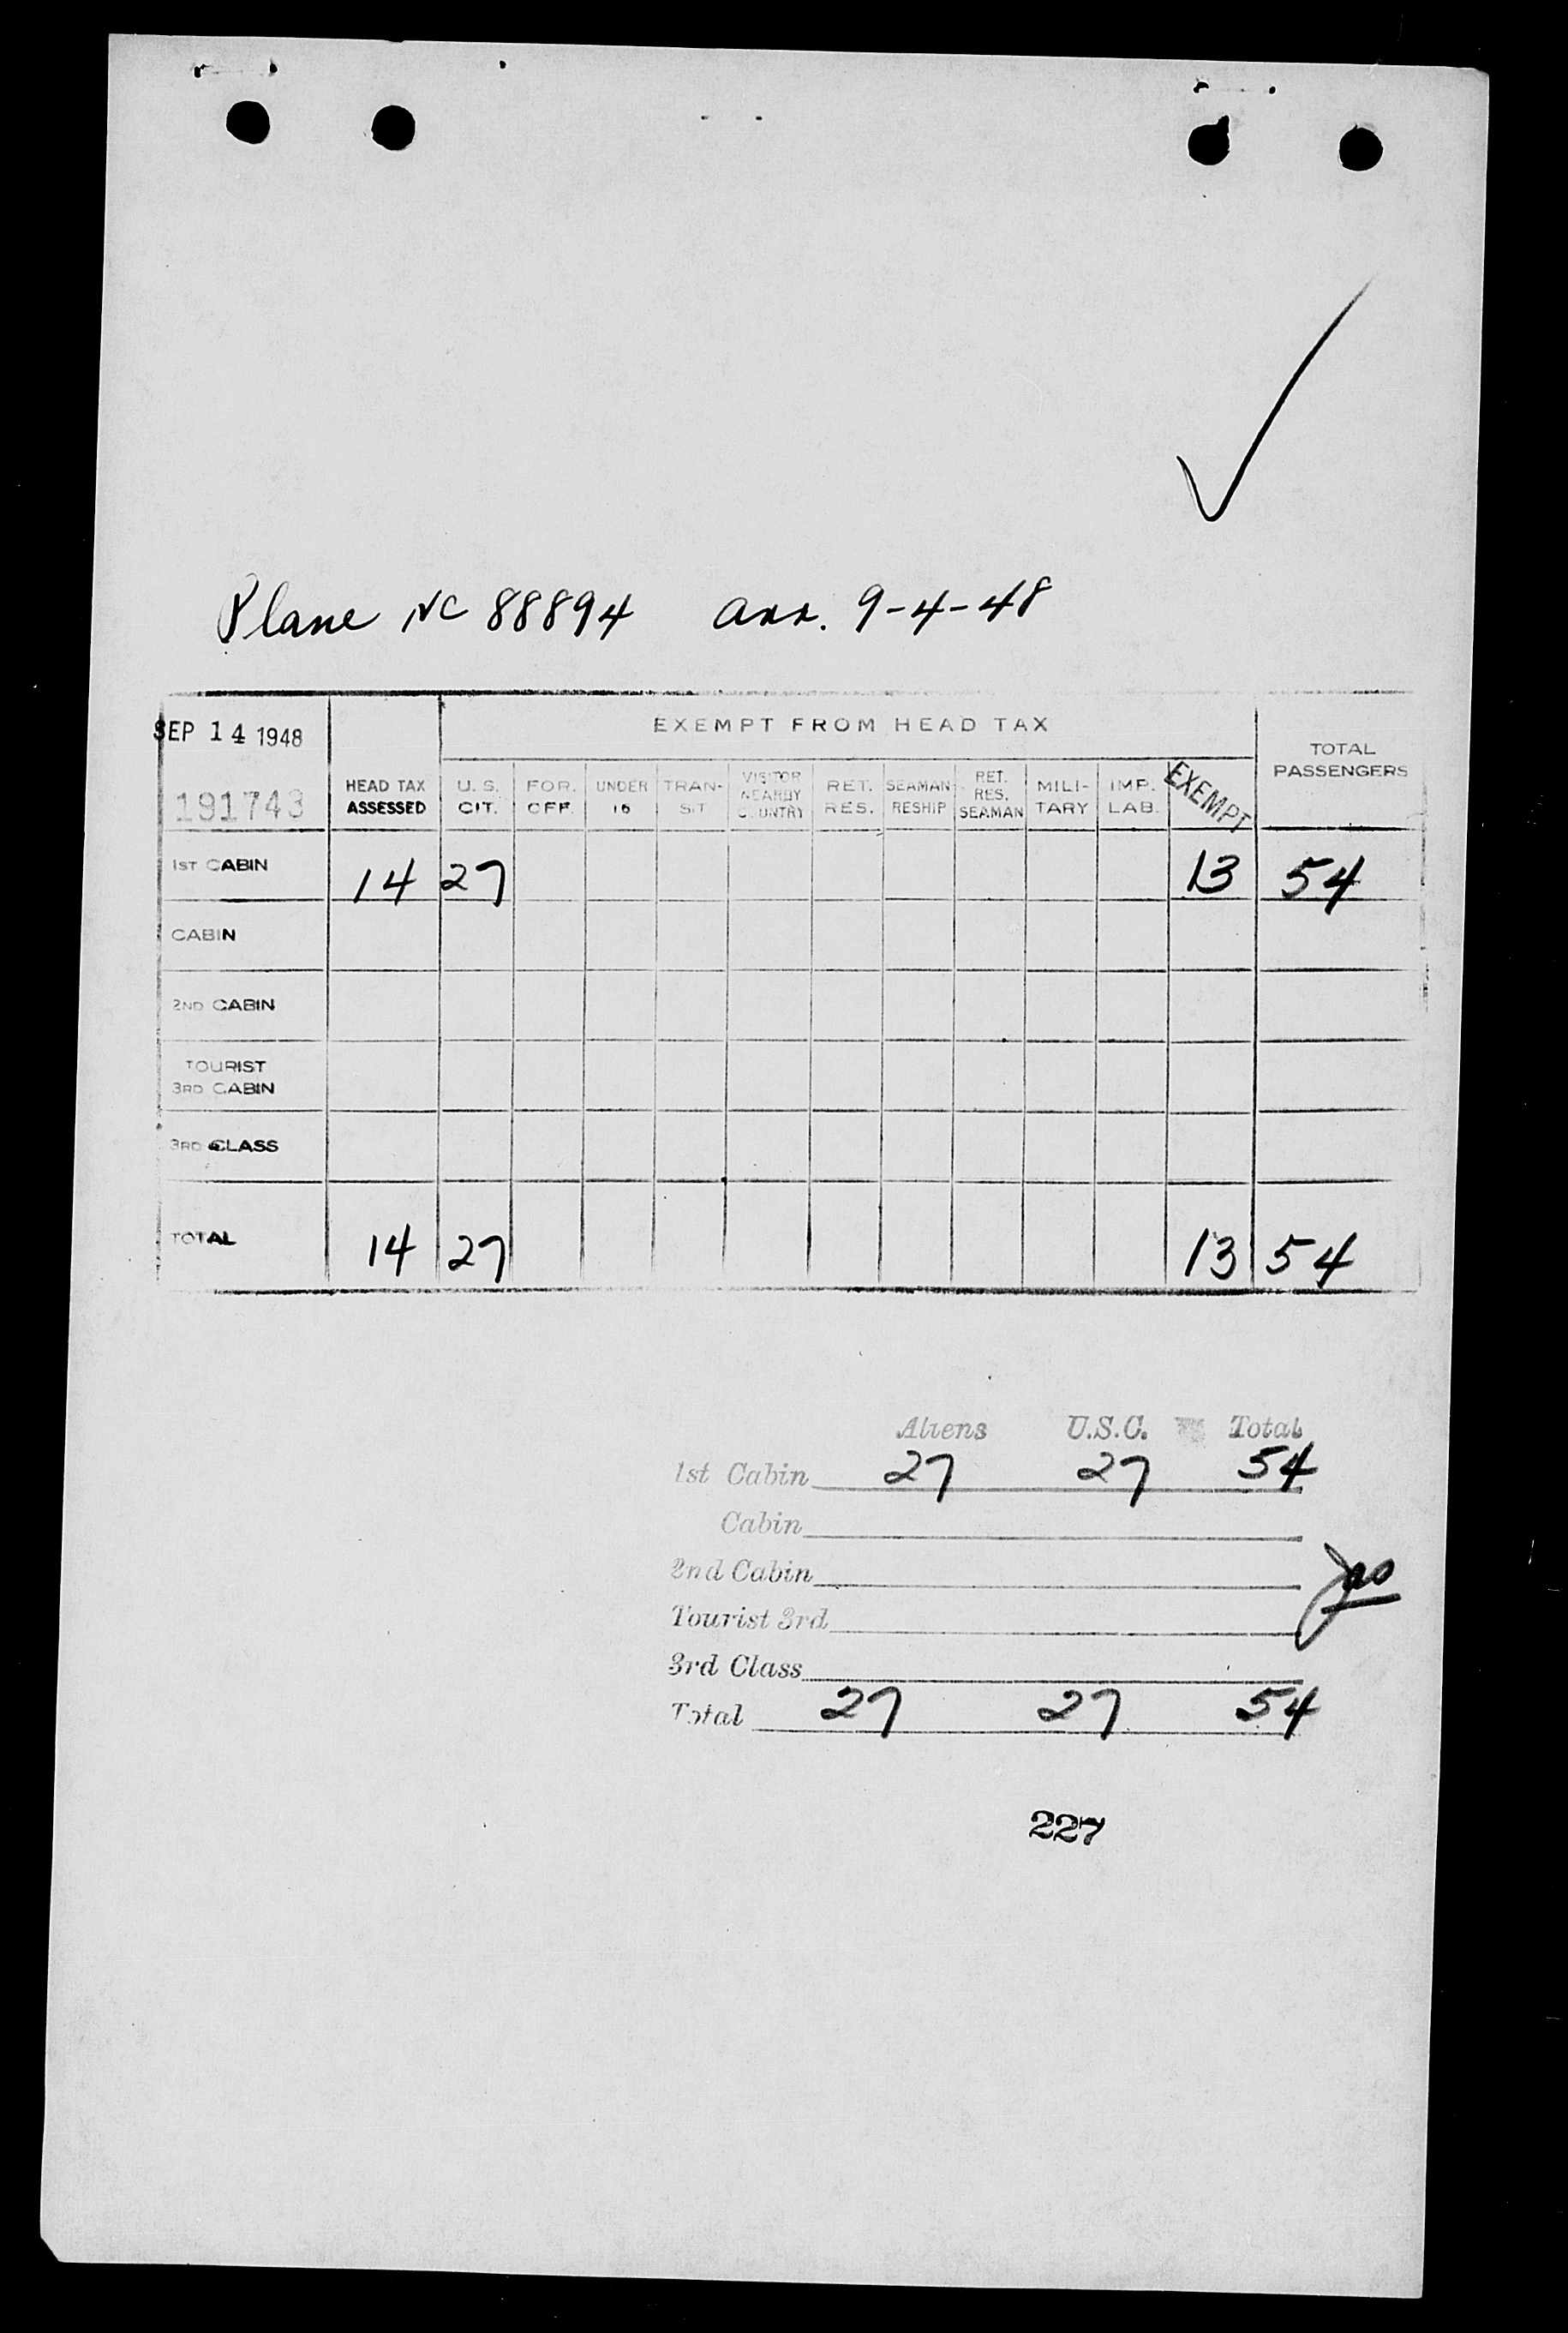 Plane NC 88894 arr. 9-4-48
SEP 14 1948
191743
HEAD TAX ASSESSED
EXEMPT FROM HEAD TAX
U. S. CIT.
FOR. OFF.
UNDER 16
TRAN- SIT
VISITOR NEARBY COUNTRY
RET. RES.
SEAMAN RESHIP
RET. RES. SEAMAN
MILI- TARY
IMP. LAB.
EXEMPT
TOTAL PASSENGERS
1ST CABIN 14 27 13 54
CABIN
2ND CABIN
TOURIST
3RD CABIN
3RD CLASS
TOTAL 14 27 13 54
Aliens U.S.C. Total
1st Cabin 27 27 54
Cabin
2nd Cabin
Tourist 3rd
3rd Class
Total 27 27 54
227